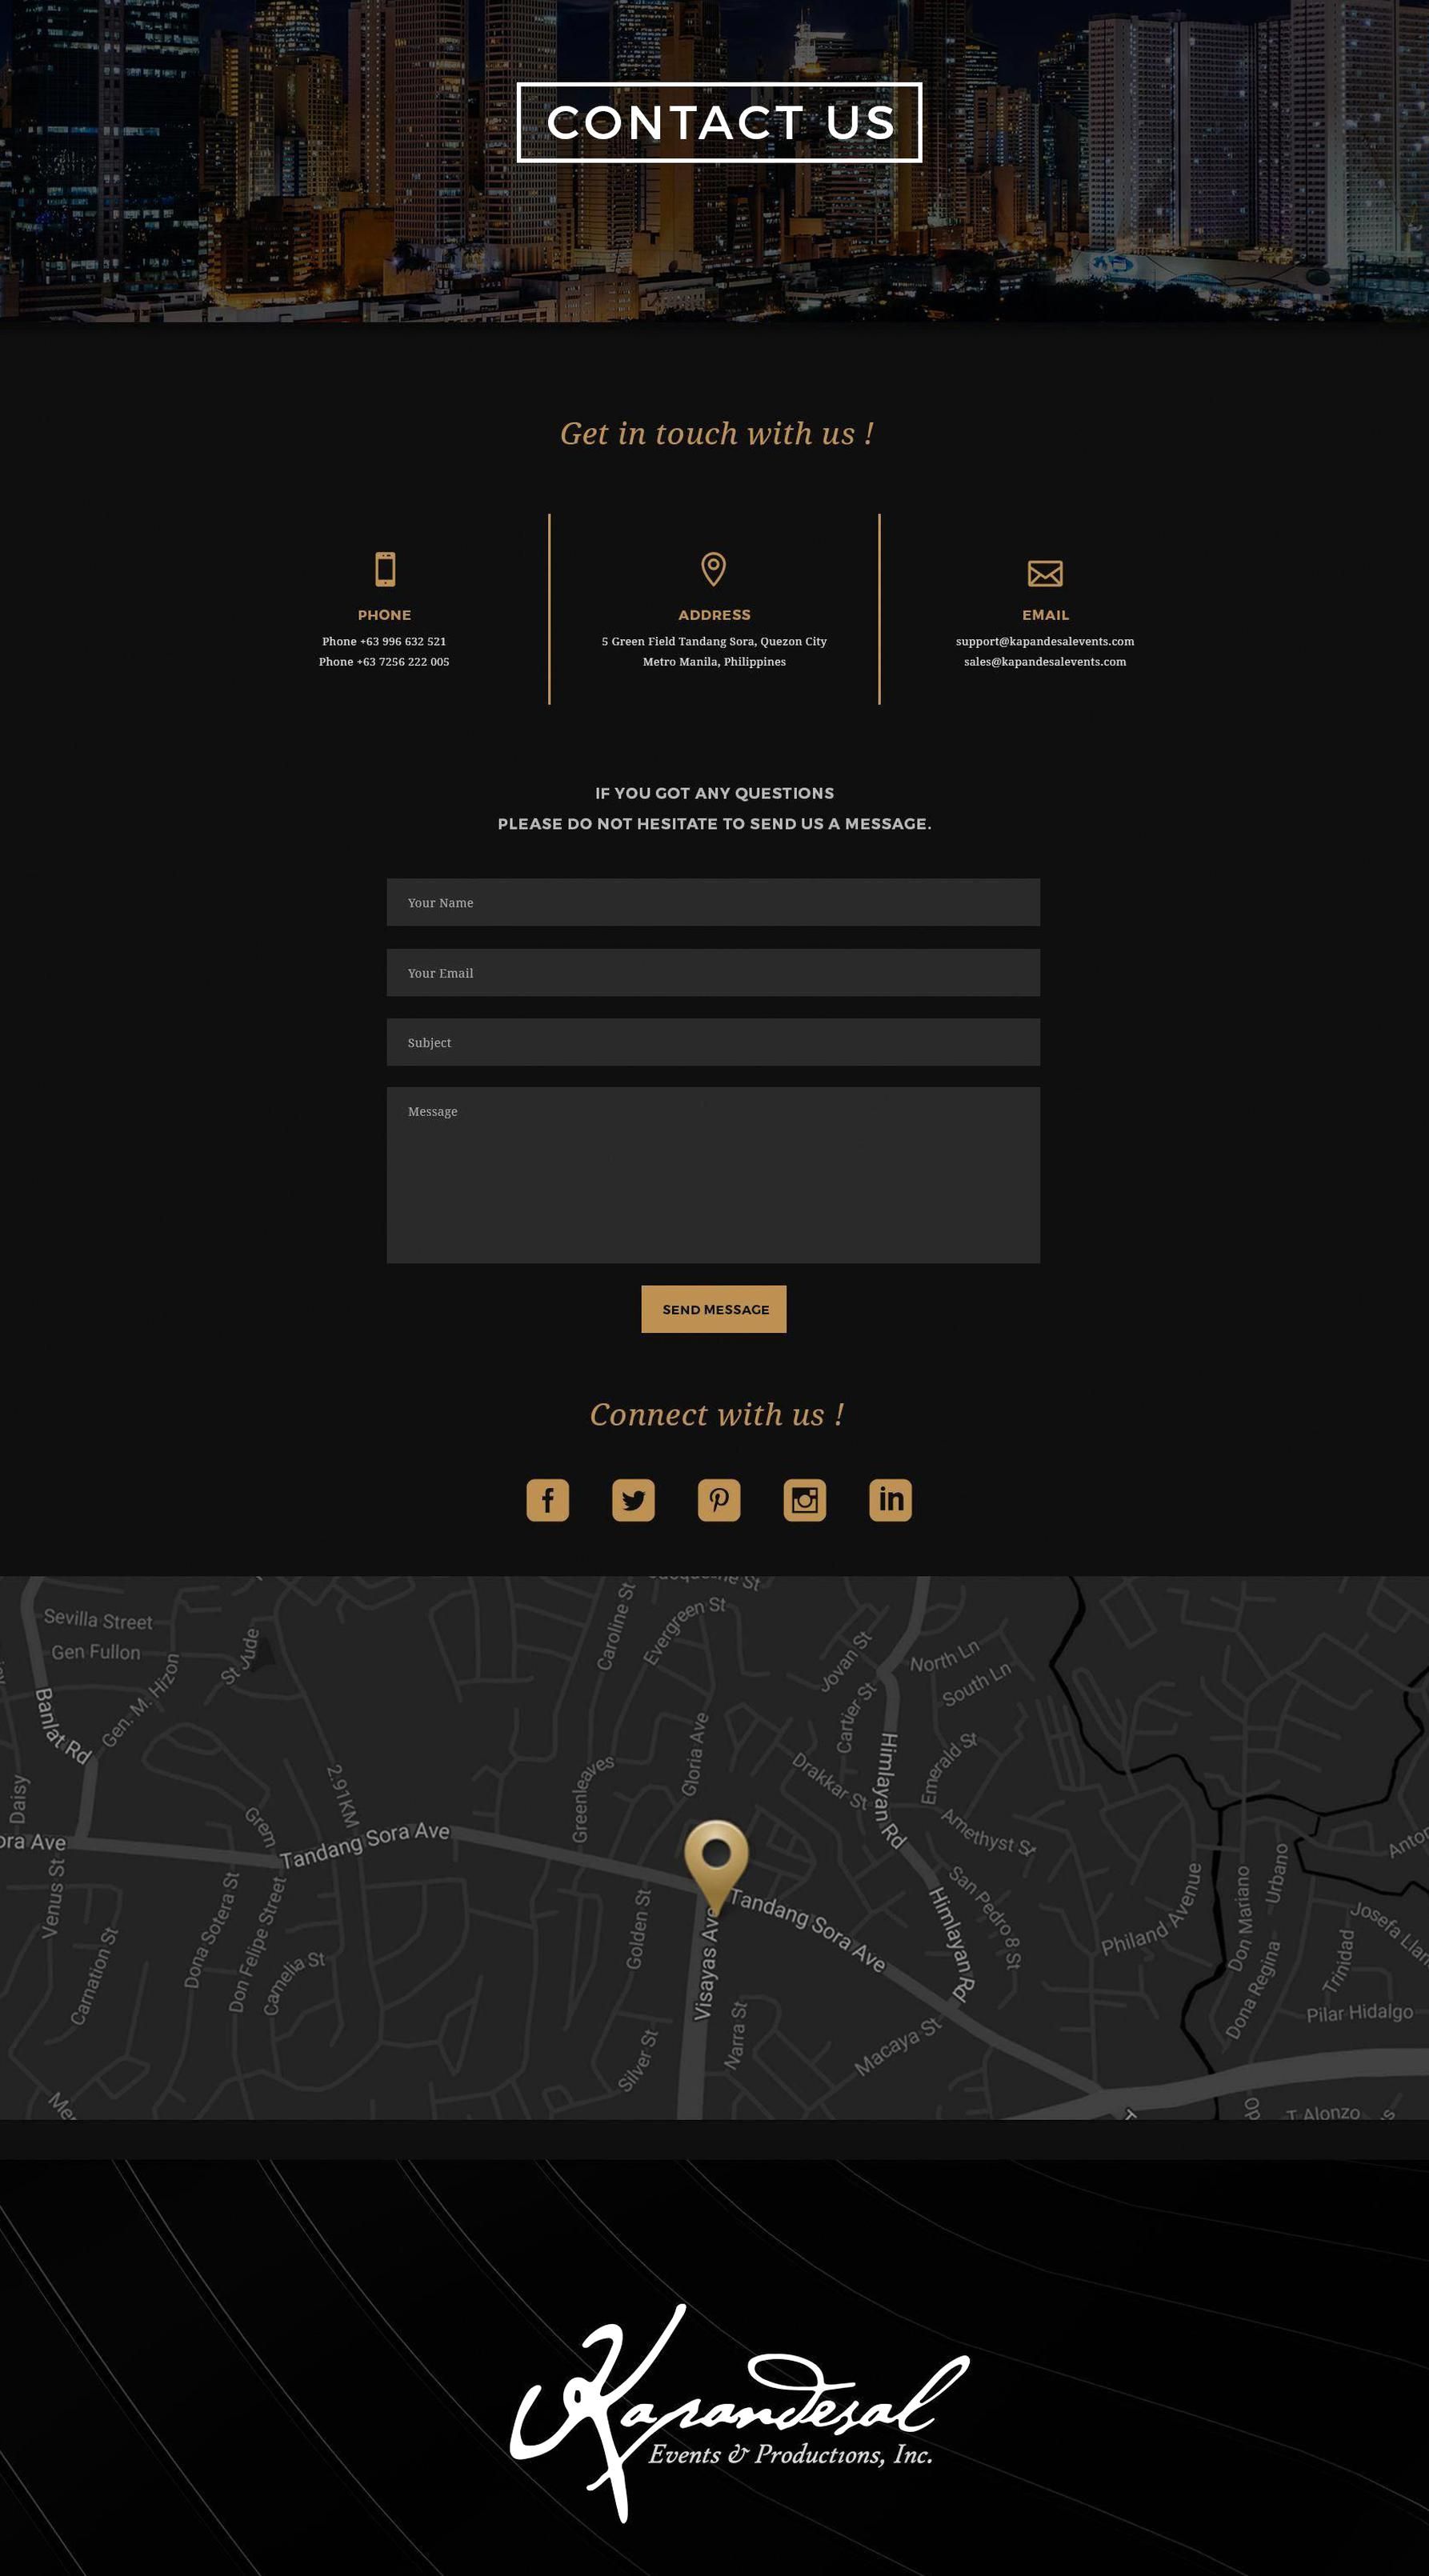 CONTACT US
Get in touch with us !
PHONE
Phone +63 996 632 521
Phone +63 7256 222 005
ADDRESS
5 Green Field Tandang Sora, Quezon City
Metro Manila, Philippines
EMAIL
support@kapandesalevents.com
sales@kapandesalevents.com
IF YOU GOT ANY QUESTIONS
PLEASE DO NOT HESITATE TO SEND US A MESSAGE.
Your Name
Your Email
Subject
Message
SEND MESSAGE
Connect with us !
Sevilla Street
Gen Fullon
St Jude
Caroline St
Evergreen St
Jovan St
North Ln
South Ln
Banlat Rd
Gen. M. Hizon
Cartier St
Gloria Ave
Himlayan Rd
Emerald St
Drakkar St
Daisy
2.91KM
Greenleaves
Grem
Amethyst St
ora Ave
Tandang Sora Ave
Venus St
Dona Sotera St
Don Felipe Street
Camelia St
Carnation St
Golden St
Visayas Ave
Tandang Sora Ave
Himlayan Rd
San Pedro 8 St
Philand Avenue
Don Mariano
Urbano
Dona Regina
Trinidad
Josefa Llan
Pilar Hidalgo
Silver St
Narra St
Macaya St
T Alonzo
Kapandesal
Events & Productions, Inc.